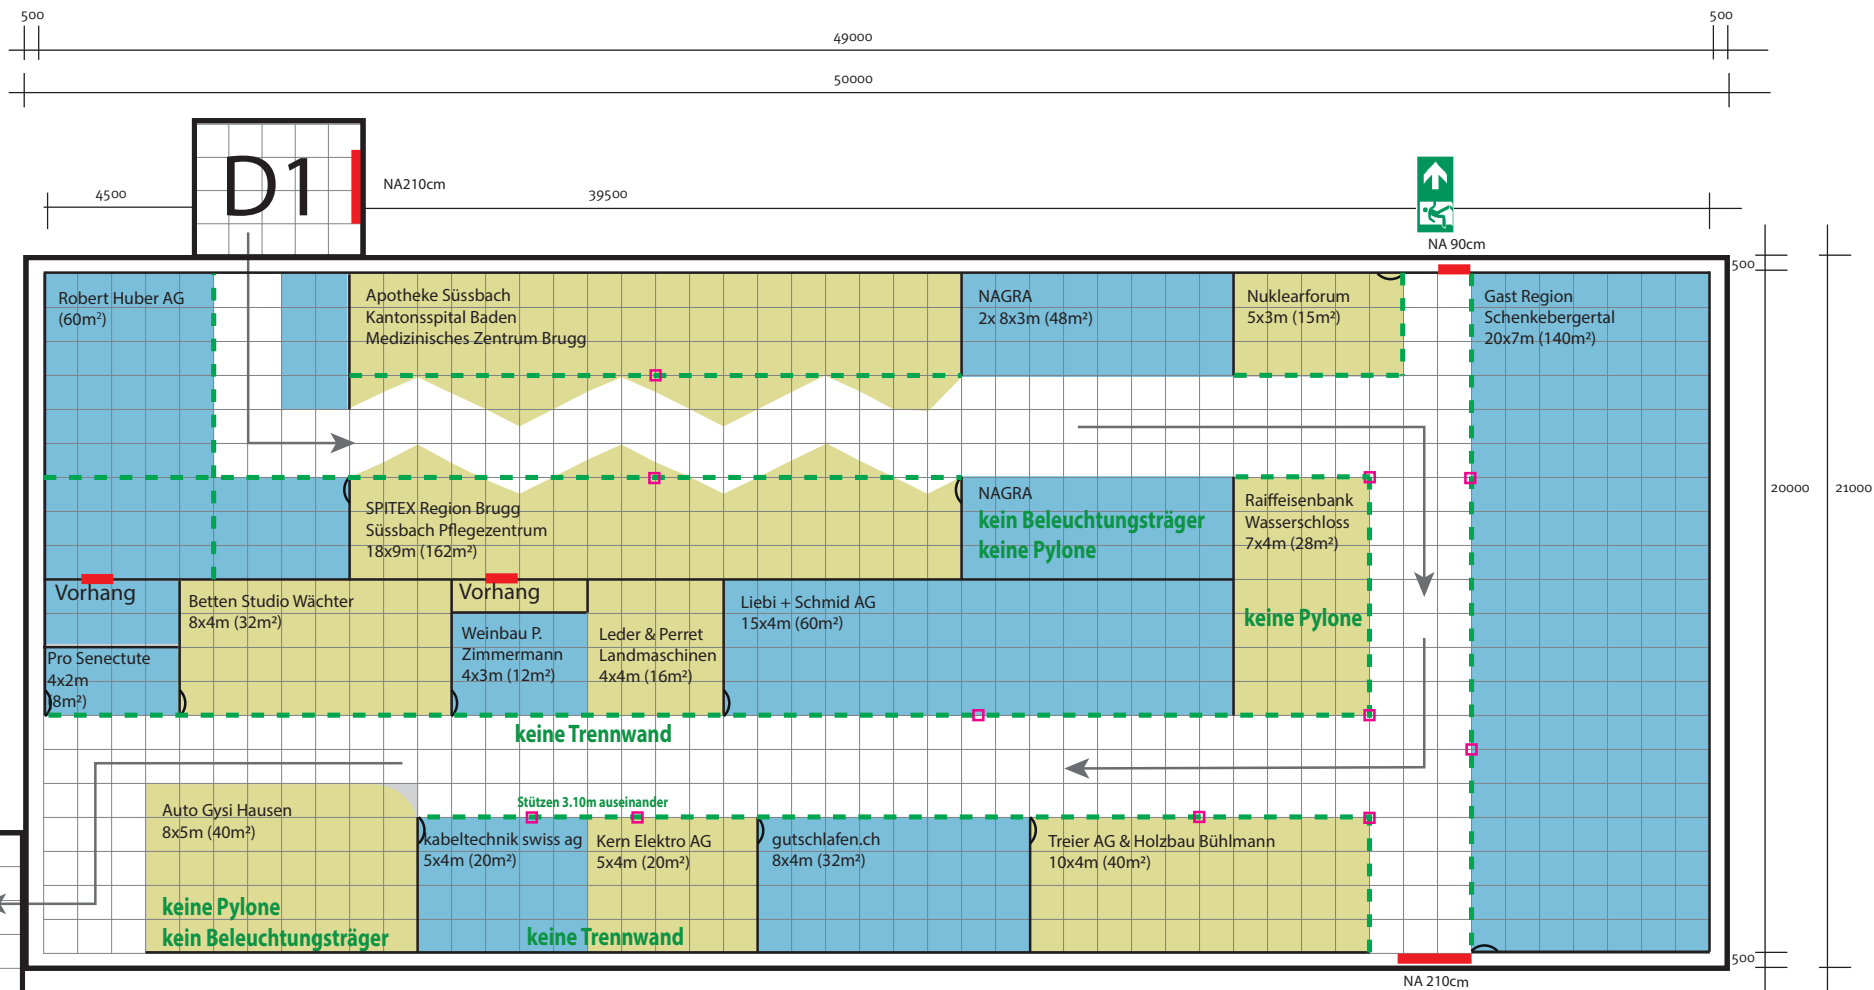 500
500
49000
50000
D1
4500
NA210cm
39500
NA 90cm
500
Robert Huber AG
(60m²)
Apotheke Süssbach
Kantonsspital Baden
Medizinisches Zentrum Brugg
NAGRA
2x 8x3m (48m²)
Nuklearforum
5x3m (15m²)
Gast Region
Schenkebergertal
20x7m (140m²)
20000
21000
SPITEX Region Brugg
Süssbach Pflegezentrum
18x9m (162m²)
NAGRA
kein Beleuchtungsträger
keine Pylone
Raiffeisenbank
Wasserschloss
7x4m (28m²)
keine Pylone
Vorhang
Pro Senectute
4x2m
(8m²)
Betten Studio Wächter
8x4m (32m²)
Vorhang
Weinbau P.
Zimmermann
4x3m (12m²)
Leder & Perret
Landmaschinen
4x4m (16m²)
Liebi + Schmid AG
15x4m (60m²)
keine Trennwand
Auto Gysi Hausen
8x5m (40m²)
keine Pylone
kein Beleuchtungsträger
Stützen 3.10m auseinander
kabeltechnik swiss ag
5x4m (20m²)
Kern Elektro AG
5x4m (20m²)
keine Trennwand
gutschlafen.ch
8x4m (32m²)
Treier AG & Holzbau Bühlmann
10x4m (40m²)
500
NA 210cm